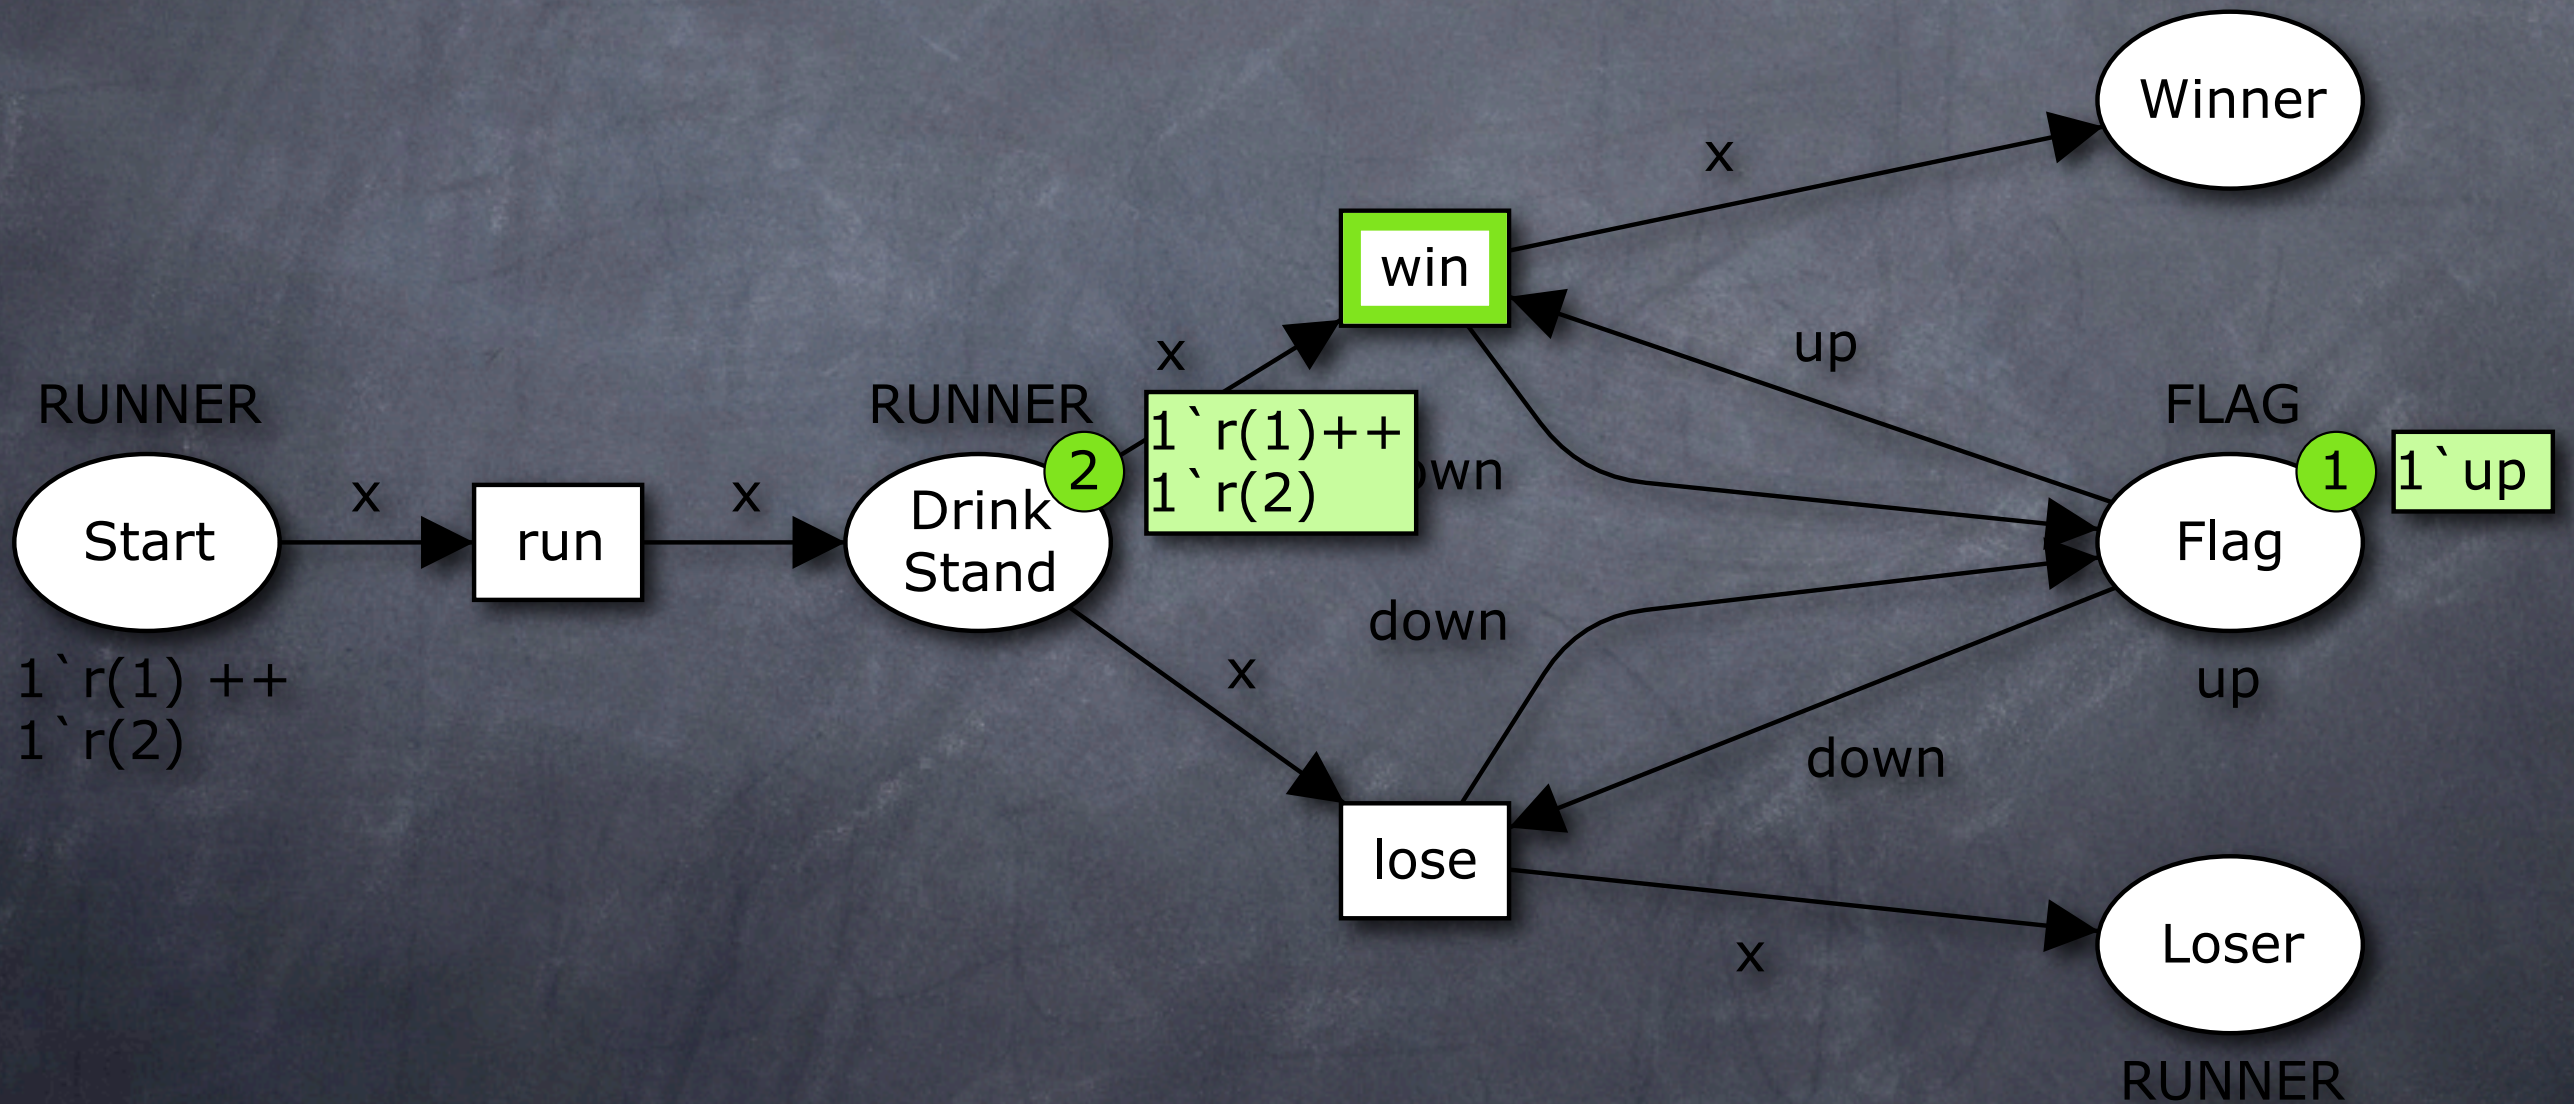 Winner
x
win
x
up
RUNNER
RUNNER
FLAG
1`r(1)++
1`r(2)
2
1
1`up
x
x
Start
run
Drink
Stand
Flag
down
x
1`r(1) ++
1`r(2)
up
down
lose
x
Loser
RUNNER